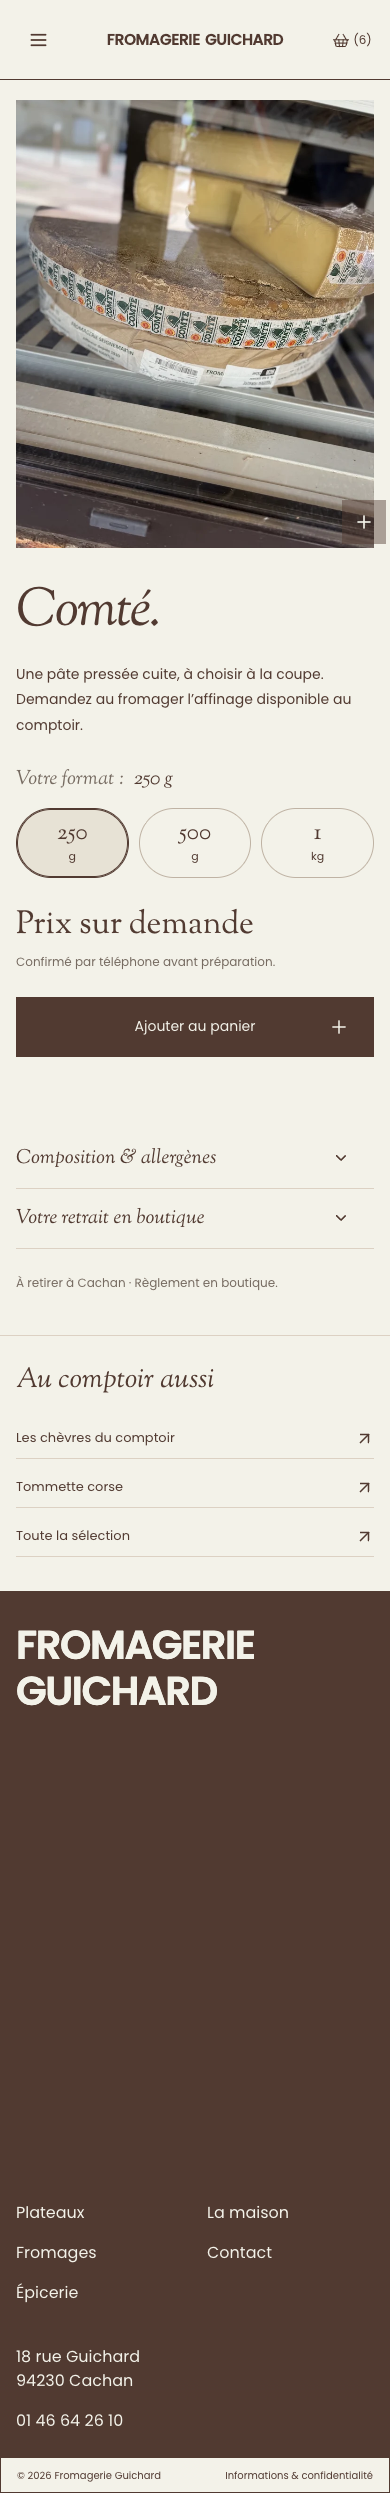 FROMAGERIE GUICHARD
(6)
COMTÉ COMTÉ COMTÉ COMTÉ
Comté.
Une pâte pressée cuite, à choisir à la coupe.
Demandez au fromager l’affinage disponible au
comptoir.
Votre format : 250 g
250 500 1
g g kg
Prix sur demande
Confirmé par téléphone avant préparation.
Ajouter au panier
Composition & allergènes
Votre retrait en boutique
À retirer à Cachan · Règlement en boutique.
Au comptoir aussi
Les chèvres du comptoir
Tommette corse
Toute la sélection
FROMAGERIE
GUICHARD
Plateaux La maison
Fromages Contact
Épicerie
18 rue Guichard
94230 Cachan
01 46 64 26 10
© 2026 Fromagerie Guichard Informations & confidentialité